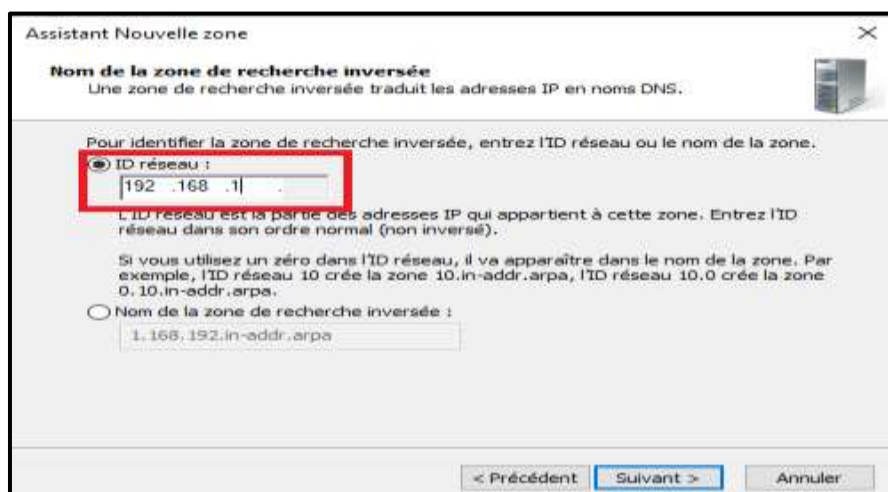 Assistant Nouvelle zone
Nom de la zone de recherche inversée
Une zone de recherche inversée traduit les adresses IP en noms DNS.
Pour identifier la zone de recherche inversée, entrez l'ID réseau ou le nom de la zone.
ID réseau :
192 .168 .1 .
L'ID réseau est la partie des adresses IP qui appartient à cette zone. Entrez l'ID
réseau dans son ordre normal (non inversé).
Si vous utilisez un zéro dans l'ID réseau, il va apparaître dans le nom de la zone. Par
exemple, l'ID réseau 10 crée la zone 10.in-addr.arpa, l'ID réseau 10.0 crée la zone
0.10.in-addr.arpa.
Nom de la zone de recherche inversée :
1.168.192.in-addr.arpa
< Précédent
Suivant >
Annuler